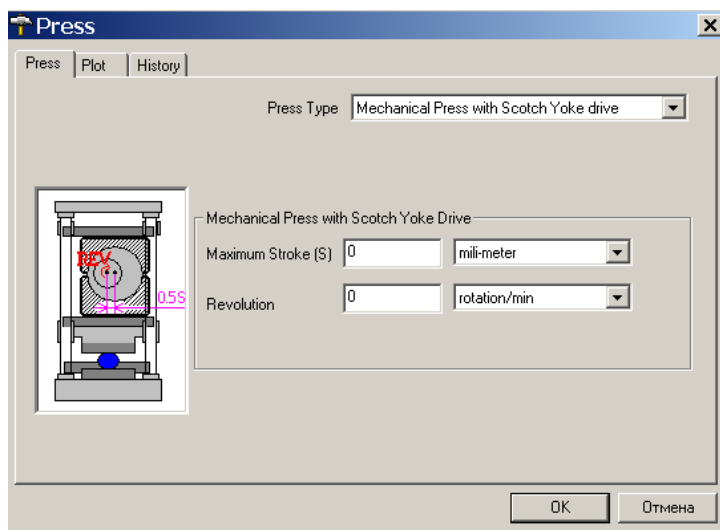 Press
Press Plot History
Press Type Mechanical Press with Scotch Yoke drive
Mechanical Press with Scotch Yoke Drive
Maximum Stroke (S) 0 mili-meter
REV
0.5S
Revolution 0 rotation/min
OK Отмена